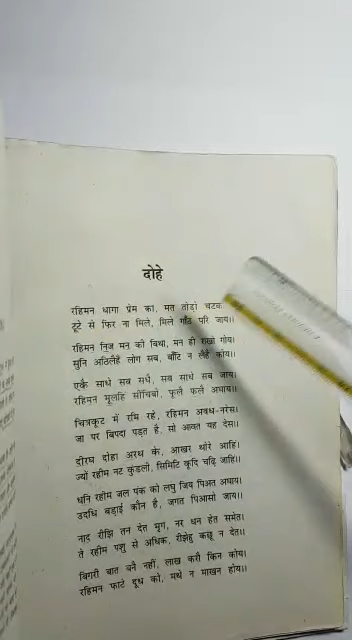 दोहे
रहिमन धागा प्रेम का, मत तोड़ो चटक
टूटे से फिर ना मिले, मिले गाँठ परि जाय।।
रहिमन निज मन की बिथा, मन ही राखो गोय।
सुनि अठिलैहैं लोग सब, बाँटि न लैहैं कोय।।
एकै साधे सब सधै, सब साधे सब जाय।
रहिमन मूलहिं सींचिबो, फूलै फलै अघाय।।
चित्रकूट में रमि रहे, रहिमन अवध-नरेस।
जा पर बिपदा पड़त है, सो आवत यह देस।।
दीरघ दोहा अरथ के, आखर थोरे आहिं।
ज्यों रहीम नट कुंडली, सिमिटि कूदि चढ़ि जाहिं।।
धनि रहीम जल पंक को लघु जिय पिअत अघाय।
उदधि बड़ाई कौन है, जगत पिआसो जाय।।
नाद रीझि तन देत मृग, नर धन हेत समेत।
ते रहीम पशु से अधिक, रीझेहु कछू न देत।।
बिगरी बात बनै नहीं, लाख करौ किन कोय।
रहिमन फाटे दूध को, मथे न माखन होय।।